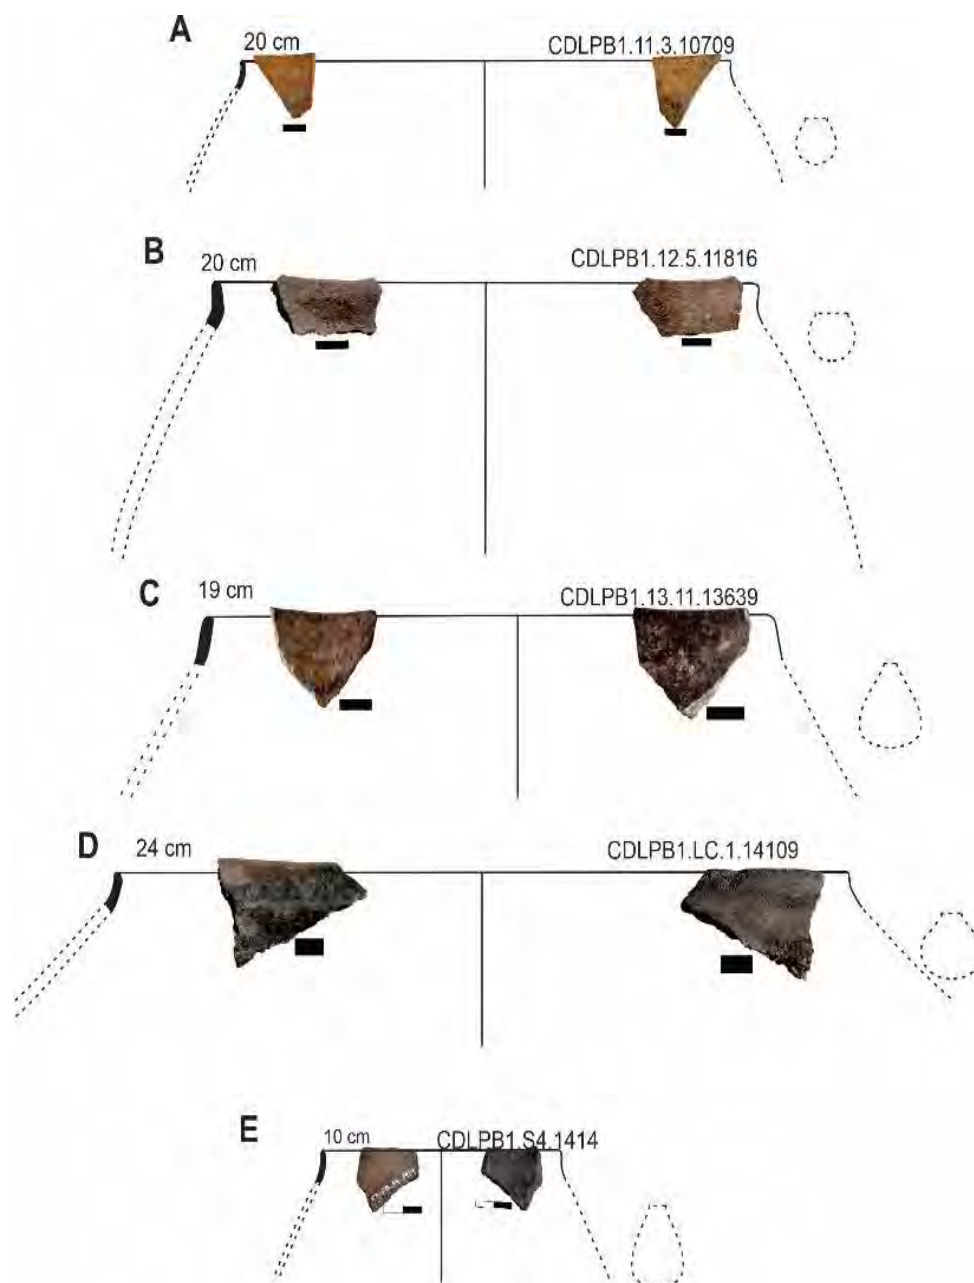 A
20 cm
CDLPB1.11.3.10709
B
20 cm
CDLPB1.12.5.11816
C
19 cm
CDLPB1.13.11.13639
D
24 cm
CDLPB1.LC.1.14109
E
10 cm
CDLPB1.S4.1414